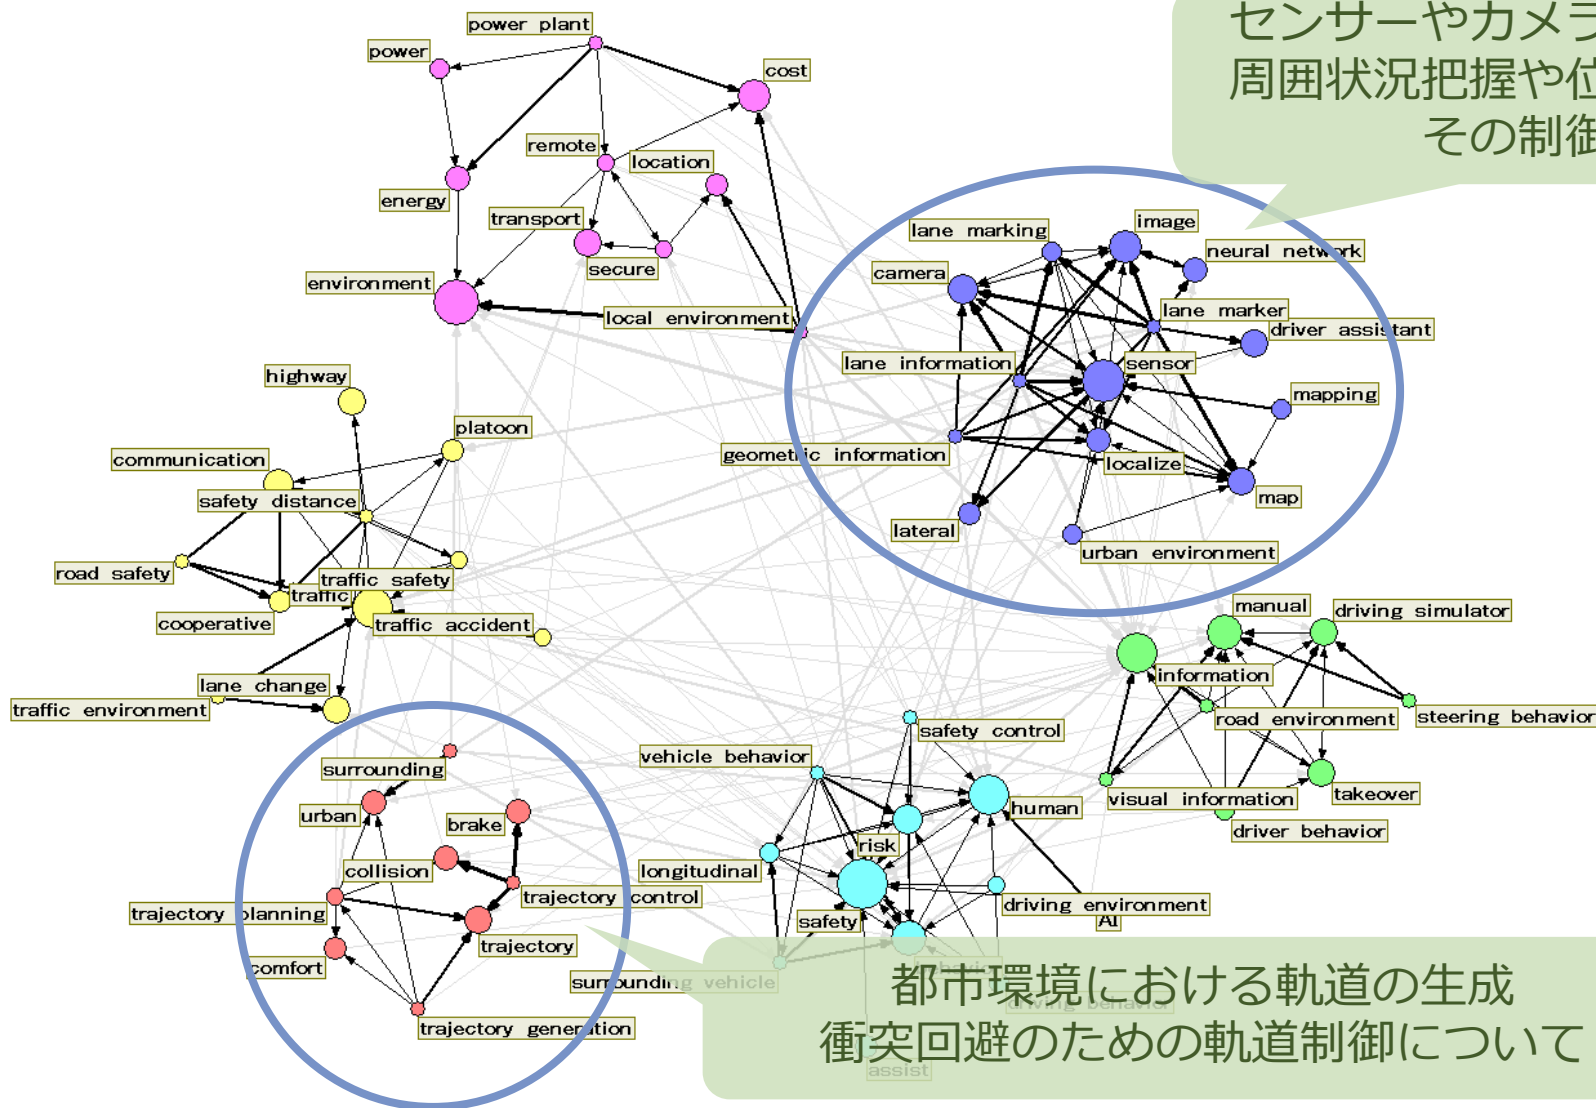 センサーやカメラ
周囲状況把握や位
その制御
power plant
power
cost
remote
location
energy
transport
secure
environment
local environment
lane marking
image
neural network
camera
lane marker
driver assistant
lane information
sensor
mapping
geometric information
localize
map
lateral
urban environment
highway
platoon
communication
safety distance
road safety
traffic safety
traffic
cooperative
traffic accident
lane change
traffic environment
manual
driving simulator
information
road environment
steering behavior
visual information
takeover
driver behavior
safety control
vehicle behavior
human
risk
longitudinal
driving environment
safety
AI
behavior
surrounding vehicle
driving behavior
assist
surrounding
urban
brake
collision
trajectory control
trajectory planning
trajectory
comfort
trajectory generation
都市環境における軌道の生成
衝突回避のための軌道制御について